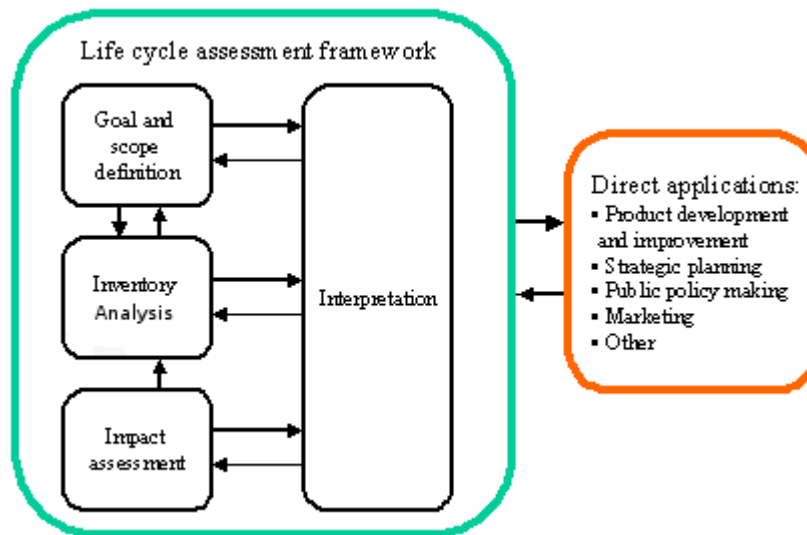 Life cycle assessment framework
Goal and
scope
definition
Inventory
Analysis
Impact
assessment
Interpretation
Direct applications:
▪ Product development
and improvement
▪ Strategic planning
▪ Public policy making
▪ Marketing
▪ Other